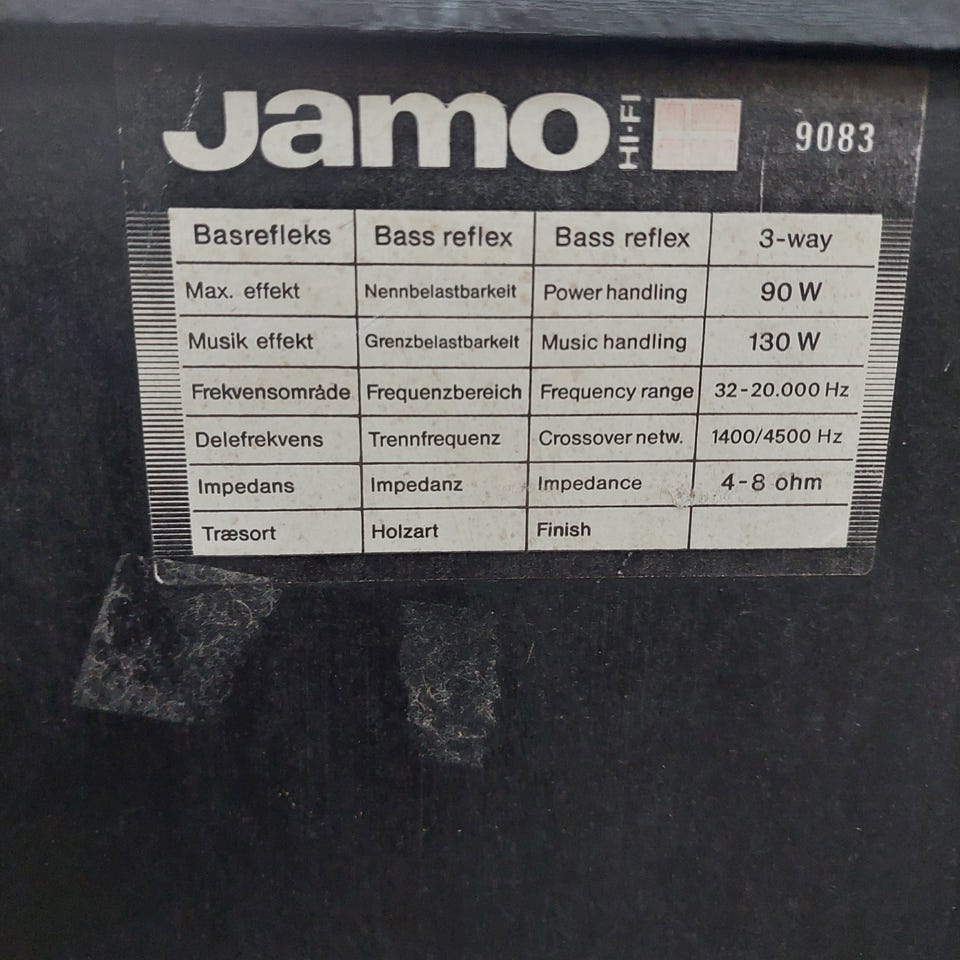 Jamo HI-FI 9083
Basrefleks Bass reflex Bass reflex 3-way
Max. effekt Nennbelastbarkeit Power handling 90 W
Musik effekt Grenzbelastbarkeit Music handling 130 W
Frekvensområde Frequenzbereich Frequency range 32-20.000 Hz
Delefrekvens Trennfrequenz Crossover netw. 1400/4500 Hz
Impedans Impedanz Impedance 4-8 ohm
Træsort Holzart Finish